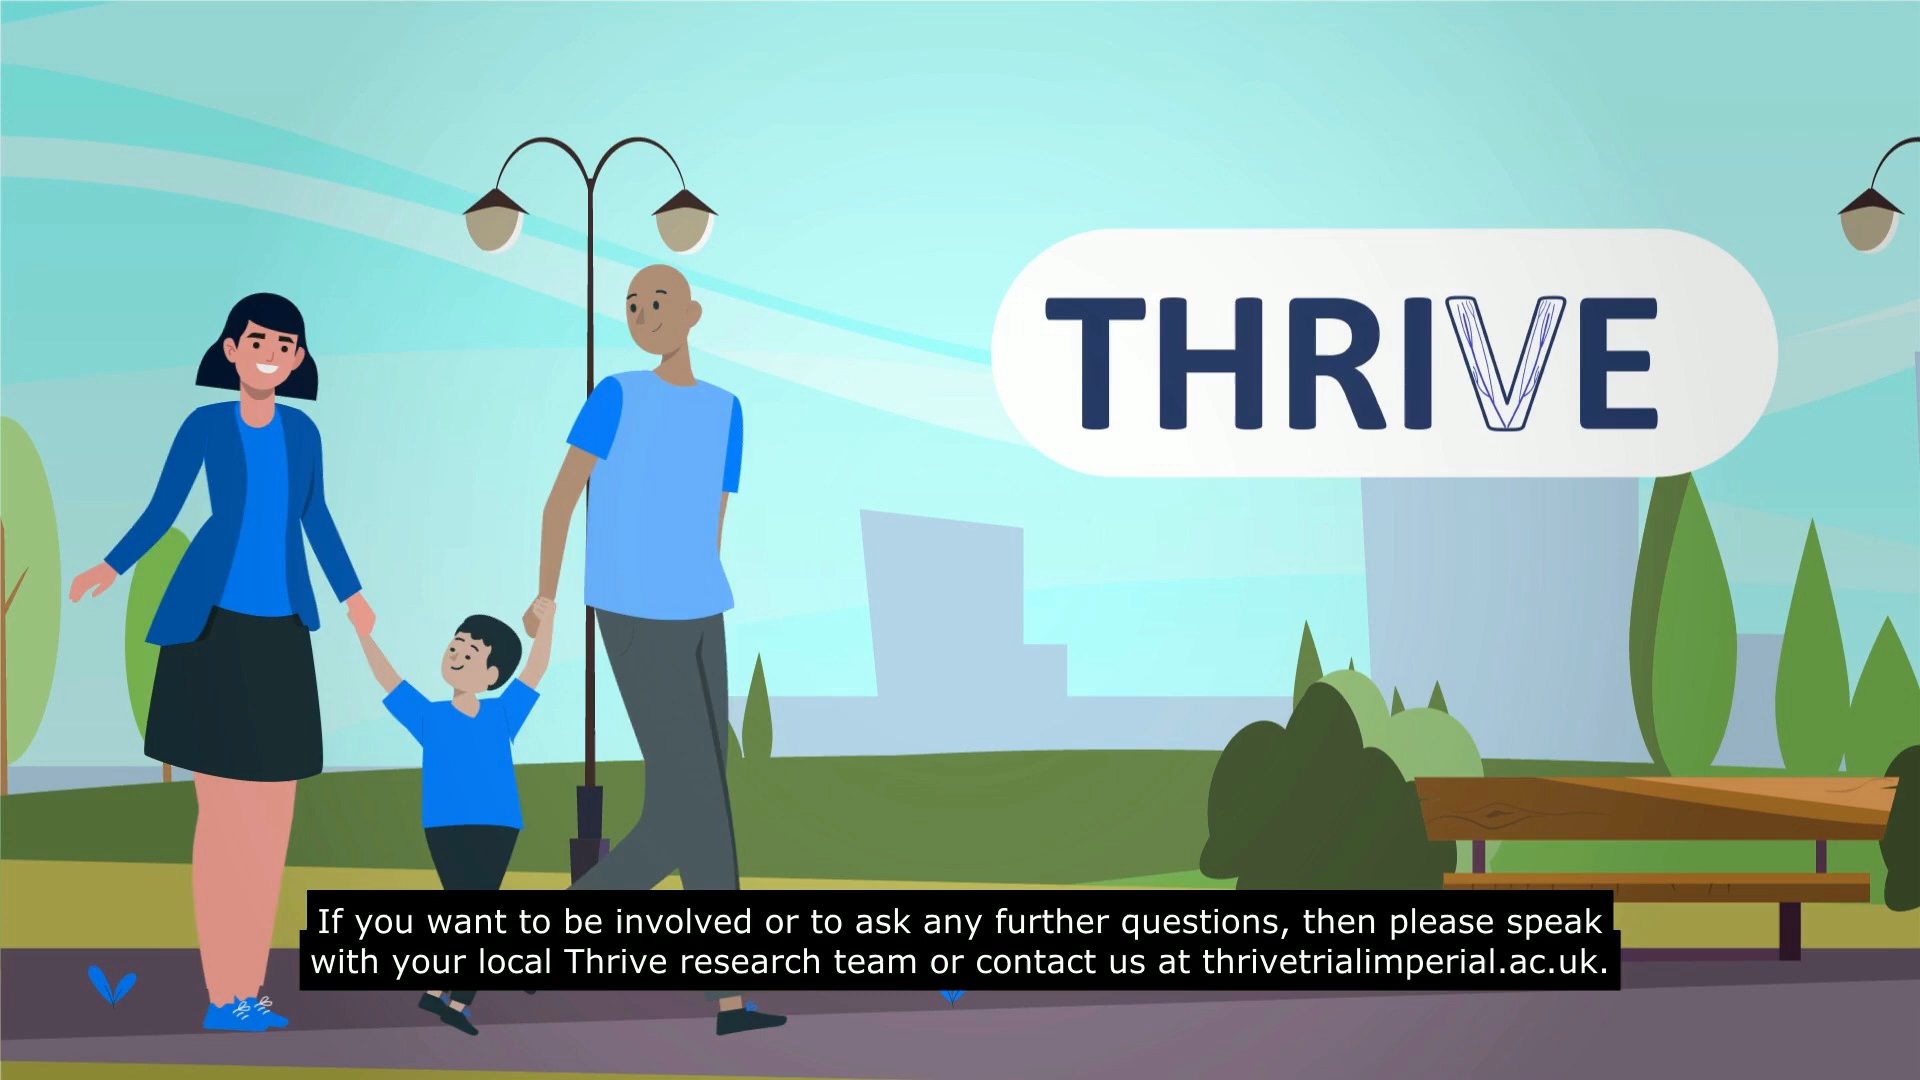 THRIVE
If you want to be involved or to ask any further questions, then please speak
with your local Thrive research team or contact us at thrivetrialimperial.ac.uk.